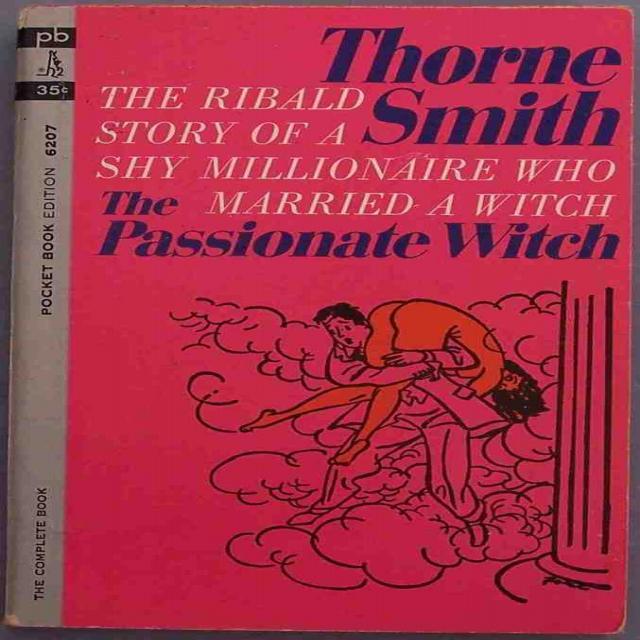 pb
35¢
POCKET BOOK EDITION 6207
THE COMPLETE BOOK
Thorne
Smith
THE RIBALD
STORY OF A
SHY MILLIONAIRE WHO
MARRIED A WITCH
The
Passionate Witch